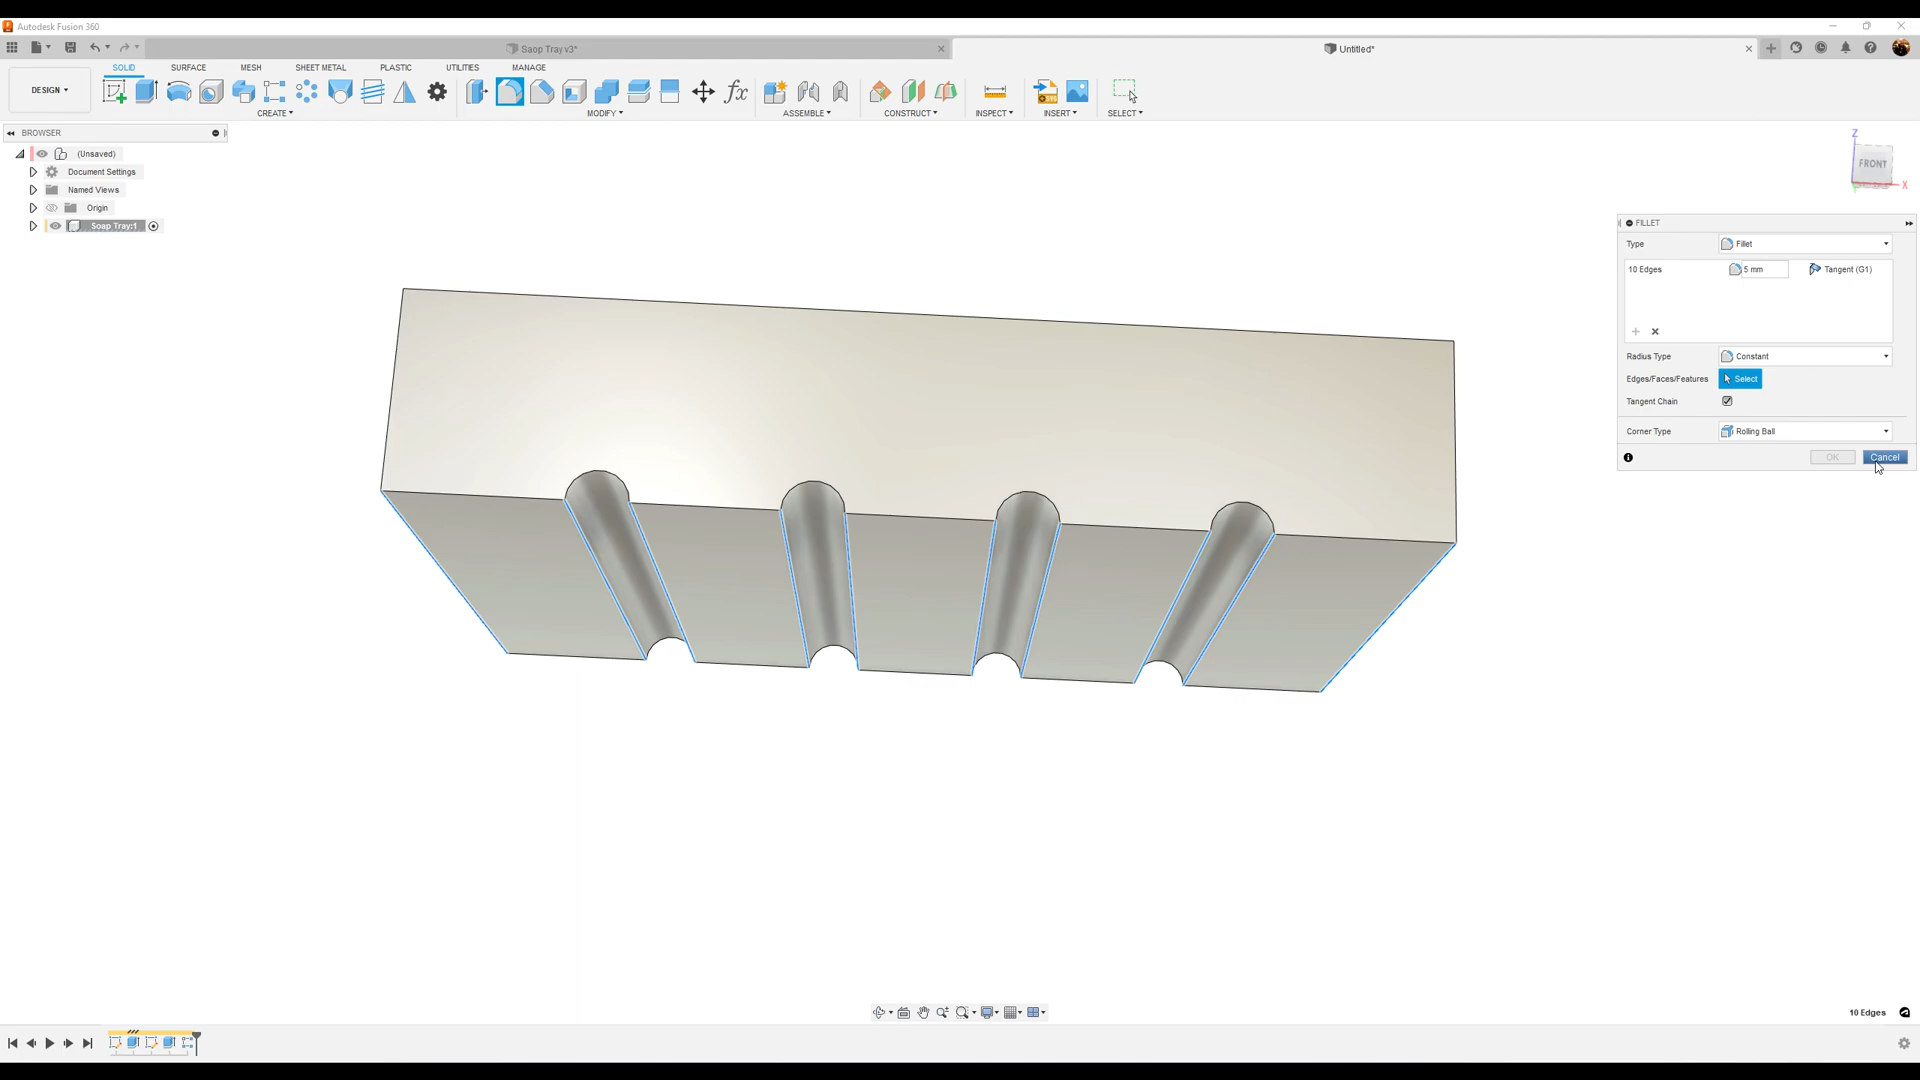 Autodesk Fusion 360
Saop Tray v3*
Untitled*
SOLID SURFACE MESH SHEET METAL PLASTIC UTILITIES MANAGE
DESIGN
CREATE MODIFY ASSEMBLE CONSTRUCT INSPECT INSERT SELECT
BROWSER
(Unsaved)
Document Settings
Named Views
Origin
Soap Tray:1
Z
FRONT
X
FILLET
Type Fillet
10 Edges 5 mm Tangent (G1)
Radius Type Constant
Edges/Faces/Features Select
Tangent Chain
Corner Type Rolling Ball
OK Cancel
10 Edges